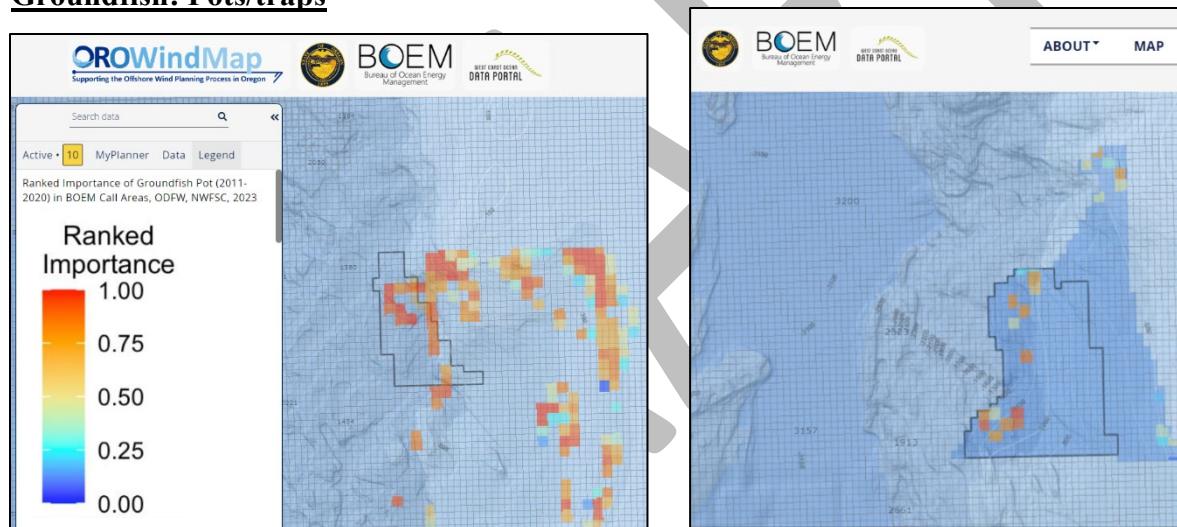 Groundfish: Pots/traps
OROWindMap
Supporting the Offshore Wind Planning Process in Oregon
BOEM
Bureau of Ocean Energy
Management
WEST COAST OCEAN
DATA PORTAL
Search data
«
Active • 10 MyPlanner Data Legend
Ranked Importance of Groundfish Pot (2011-
2020) in BOEM Call Areas, ODFW, NWFSC, 2023
Ranked
Importance
1.00
0.75
0.50
0.25
0.00
BOEM
Bureau of Ocean Energy
Management
WEST COAST OCEAN
DATA PORTAL
ABOUT MAP
3200
2523
3157
1913
2661